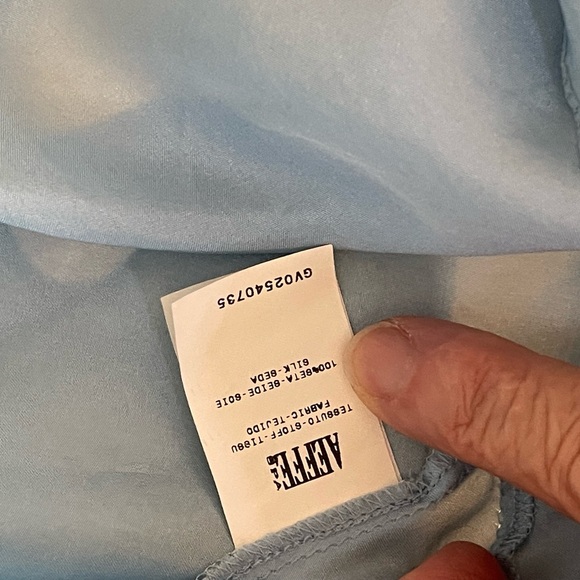 AEFFE
U.S.A.
TESSUTO-STOFF-TISSU
FABRIC-TEJIDO
100%SETA-SEIDE-SOIE
SILK-SEDA
GV02540735